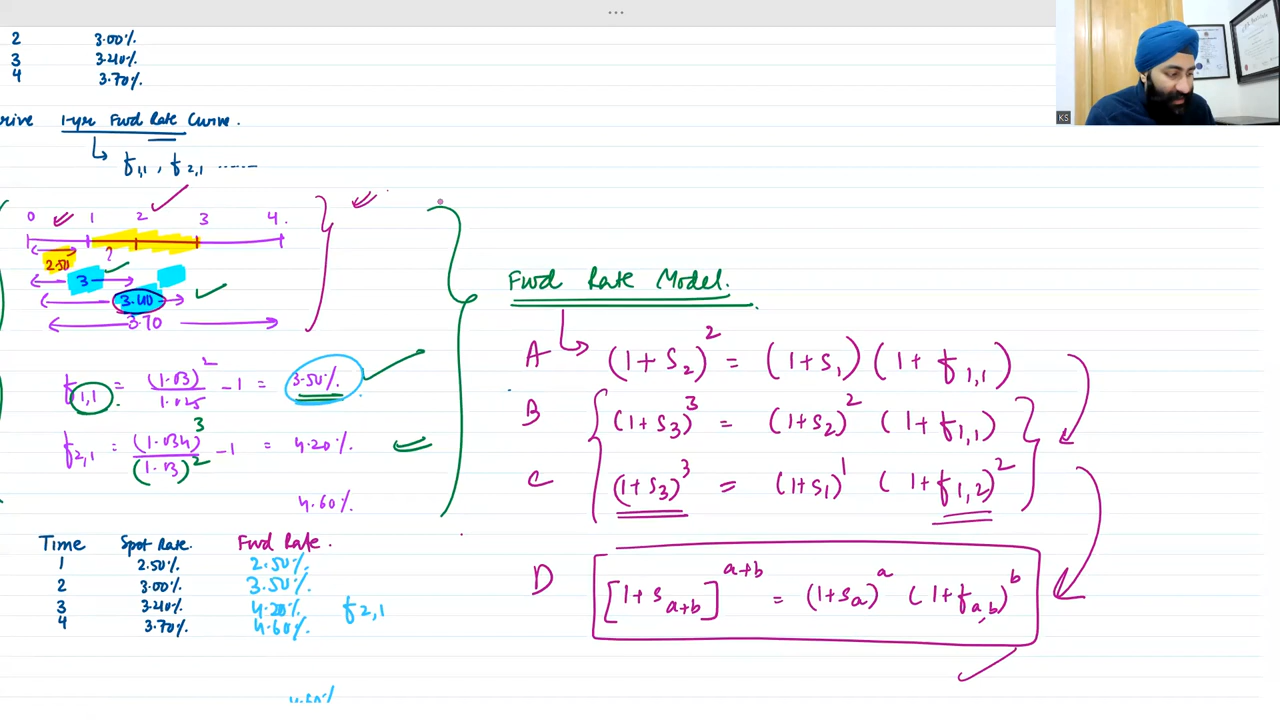 ...
2 3.00%.
3 3.40%.
4 3.70%.
rive 1-yr Fwd Rate Curve.
f1,1 , f2,1 ......
0 1 2 3 4.
2.50 ?
3
3.40
3.70
f1,1 = (1.03)² / 1.025 - 1 = 3.50%.
f2,1 = (1.034)³ / (1.03)² - 1 = 4.20%.
4.60%.
Time Spot Rate. Fwd Rate.
1 2.50%. 2.50%.
2 3.00%. 3.50%.
3 3.40%. 4.20%. f2,1
4 3.70%. 4.60%.
4.60%
Fwd Rate Model.
A (1+S2)² = (1+S1) (1+f1,1)
B (1+S3)³ = (1+S2)² (1+f1,1)
C (1+S3)³ = (1+S1)¹ (1+f1,2)²
D [1+Sa+b]^a+b = (1+Sa)^a (1+fa,b)^b
KS